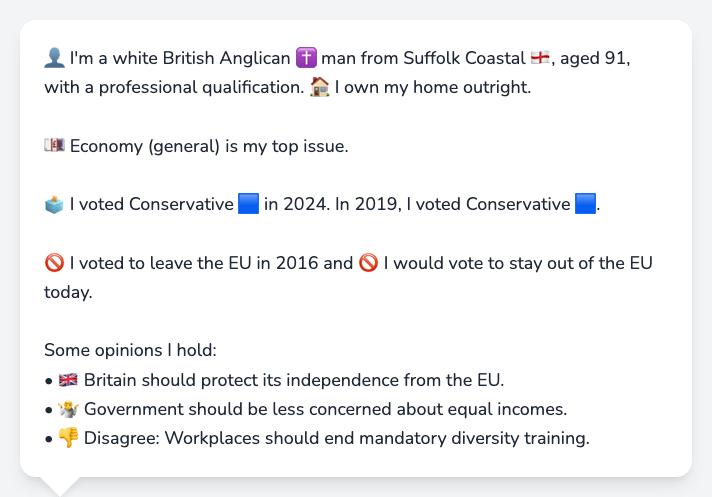 👤 I'm a white British Anglican ✝️ man from Suffolk Coastal 🏴󠁧󠁢󠁥󠁮󠁧󠁿, aged 91,
with a professional qualification. 🏠 I own my home outright.
💷 Economy (general) is my top issue.
🗳️ I voted Conservative 🟦 in 2024. In 2019, I voted Conservative 🟦.
🚫 I voted to leave the EU in 2016 and 🚫 I would vote to stay out of the EU
today.
Some opinions I hold:
• 🇬🇧 Britain should protect its independence from the EU.
• 🤷 Government should be less concerned about equal incomes.
• 👎 Disagree: Workplaces should end mandatory diversity training.